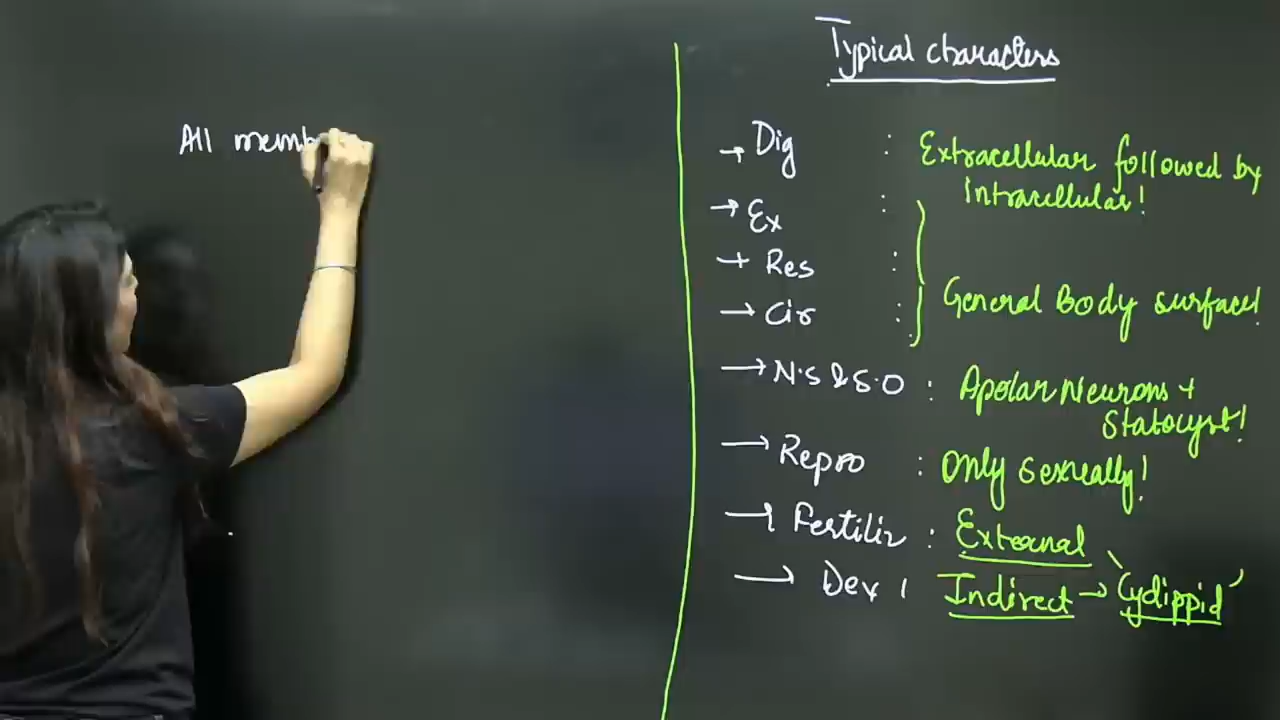 All memb
Typical characters
→ Dig : Extracellular followed by
intracellular!
→ Ex :
→ Res :
→ Cir :
General Body surface!
→ N.S & S.O : Apolar Neurons +
Statocyst!
→ Repro : Only sexually!
→ Fertiliz : External
→ Dev : Indirect → 'Cydippid'